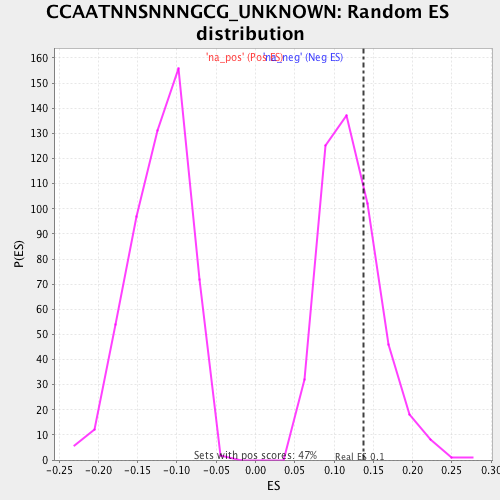 CCAATNNSNNNGCG_UNKNOWN: Random ES
distribution
'na_pos' (Pos ES) 'na_neg' (Neg ES)
160
150
140
130
120
110
100
90
80
70
60
50
40
30
20
10
0
P(ES)
Sets with pos scores: 47%
Real ES 0.1
-0.25 -0.20 -0.15 -0.10 -0.05 0.00 0.05 0.10 0.15 0.20 0.25 0.30
ES